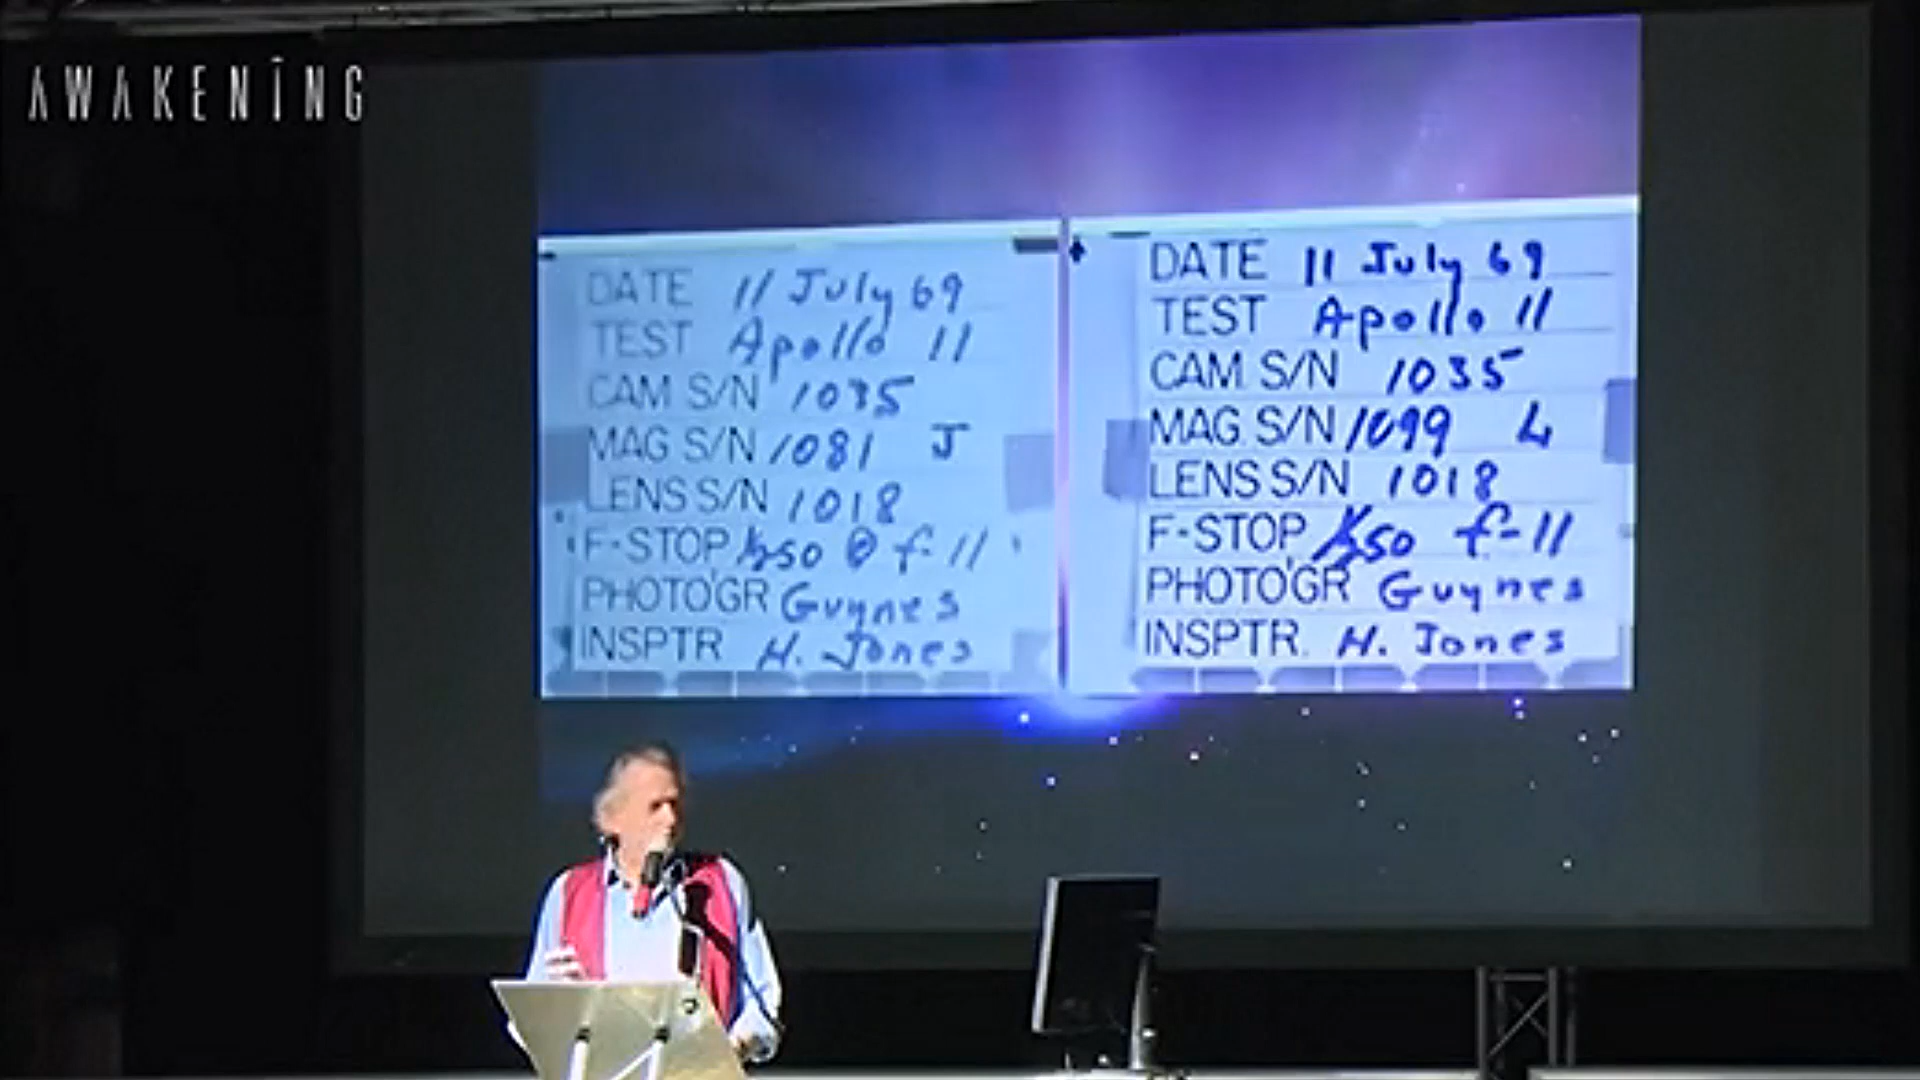 AWAKENING
DATE 11 July 69
TEST Apollo 11
CAM S/N 1035
MAG S/N 1081 J
LENS S/N 1018
F-STOP 1/250 @ f-11
PHOTO'GR Guynes
INSPTR H. Jones
DATE 11 July 69
TEST Apollo 11
CAM. S/N 1035
MAG. S/N 1099 L
LENS S/N 1018
F-STOP 1/250 f-11
PHOTO'GR Guynes
INSPTR. H. Jones